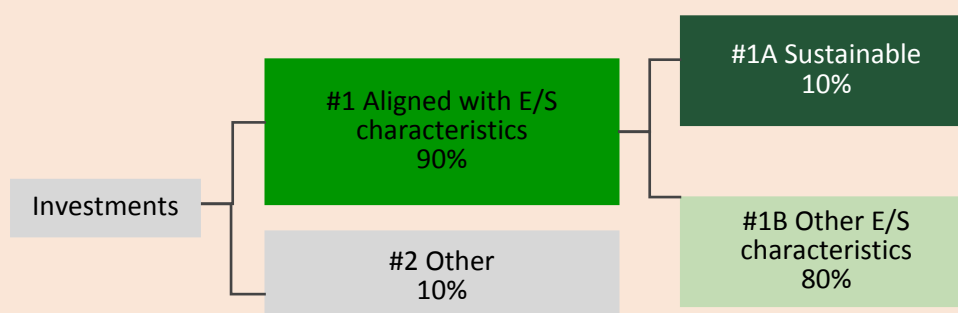 #1A Sustainable
10%
#1 Aligned with E/S
characteristics
90%
Investments
#1B Other E/S
characteristics
80%
#2 Other
10%